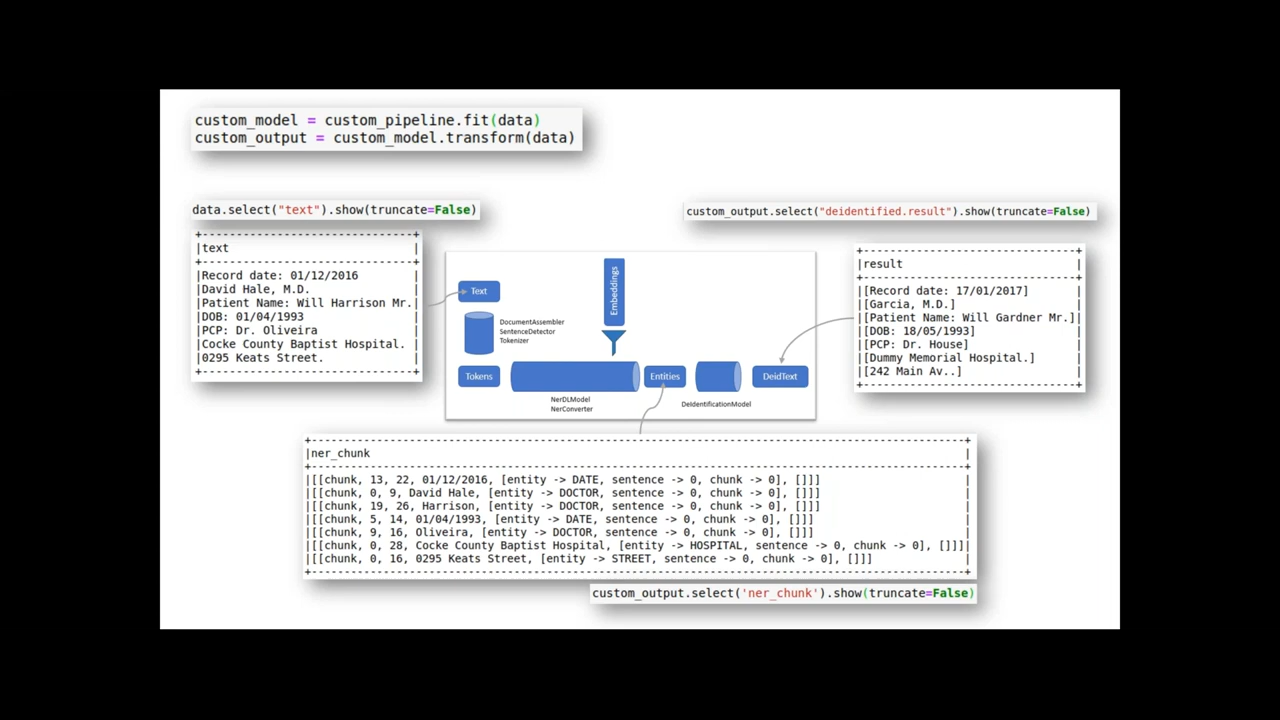 custom_model = custom_pipeline.fit(data)
custom_output = custom_model.transform(data)
data.select("text").show(truncate=False)
+--------------------------------+
|text                            |
+--------------------------------+
|Record date: 01/12/2016         |
|David Hale, M.D.                |
|Patient Name: Will Harrison Mr.|
|DOB: 01/04/1993                 |
|PCP: Dr. Oliveira               |
|Cocke County Baptist Hospital.  |
|0295 Keats Street.              |
+--------------------------------+
Text
DocumentAssembler
SentenceDetector
Tokenizer
Embeddings
Tokens
NerDLModel
NerConverter
Entities
DeIdentificationModel
DeidText
custom_output.select("deidentified.result").show(truncate=False)
+--------------------------------+
|result                          |
+--------------------------------+
|[Record date: 17/01/2017]       |
|[Garcia, M.D.]                  |
|[Patient Name: Will Gardner Mr.]|
|[DOB: 18/05/1993]               |
|[PCP: Dr. House]                |
|[Dummy Memorial Hospital.]      |
|[242 Main Av..]                 |
+--------------------------------+
+----------------------------------------------------------------------------------------------------+
|ner_chunk                                                                                           |
+----------------------------------------------------------------------------------------------------+
|[[chunk, 13, 22, 01/12/2016, [entity -> DATE, sentence -> 0, chunk -> 0], []]]                      |
|[[chunk, 0, 9, David Hale, [entity -> DOCTOR, sentence -> 0, chunk -> 0], []]]                      |
|[[chunk, 19, 26, Harrison, [entity -> DOCTOR, sentence -> 0, chunk -> 0], []]]                      |
|[[chunk, 5, 14, 01/04/1993, [entity -> DATE, sentence -> 0, chunk -> 0], []]]                       |
|[[chunk, 9, 16, Oliveira, [entity -> DOCTOR, sentence -> 0, chunk -> 0], []]]                       |
|[[chunk, 0, 28, Cocke County Baptist Hospital, [entity -> HOSPITAL, sentence -> 0, chunk -> 0], []]]|
|[[chunk, 0, 16, 0295 Keats Street, [entity -> STREET, sentence -> 0, chunk -> 0], []]]              |
+----------------------------------------------------------------------------------------------------+
custom_output.select('ner_chunk').show(truncate=False)